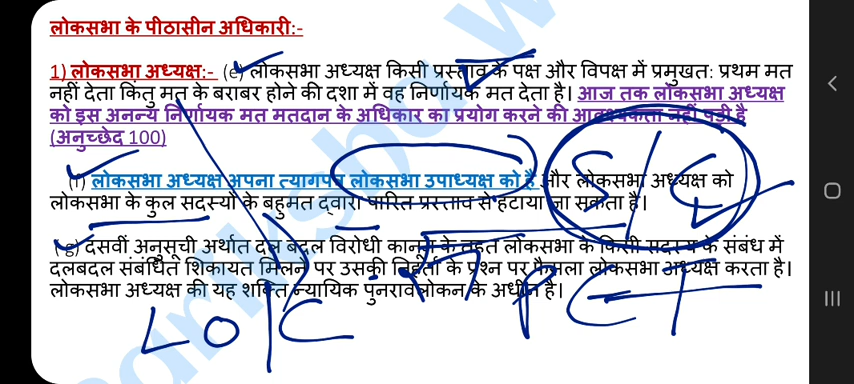 लोकसभा के पीठासीन अधिकारी:-
1) लोकसभा अध्यक्ष:- (e) लोकसभा अध्यक्ष किसी प्रस्ताव के पक्ष और विपक्ष में प्रमुखत: प्रथम मत
नहीं देता किंतु मत के बराबर होने की दशा में वह निर्णायक मत देता है। आज तक लोकसभा अध्यक्ष
को इस अनन्य निर्णायक मत मतदान के अधिकार का प्रयोग करने की आवश्यकता नहीं पड़ी है
(अनुच्छेद 100)
(f) लोकसभा अध्यक्ष अपना त्यागपत्र लोकसभा उपाध्यक्ष को है और लोकसभा अध्यक्ष को
लोकसभा के कुल सदस्यों के बहुमत द्वारा पारित प्रस्ताव से हटाया जा सकता है।
(g) दसवीं अनुसूची अर्थात दल बदल विरोधी कानून के तहत लोकसभा के किसी सदस्य के संबंध में
दलबदल संबंधित शिकायत मिलने पर उसकी निर्हता के प्रश्न पर फैसला लोकसभा अध्यक्ष करता है।
लोकसभा अध्यक्ष की यह शक्ति न्यायिक पुनरावलोकन के अधीन है।